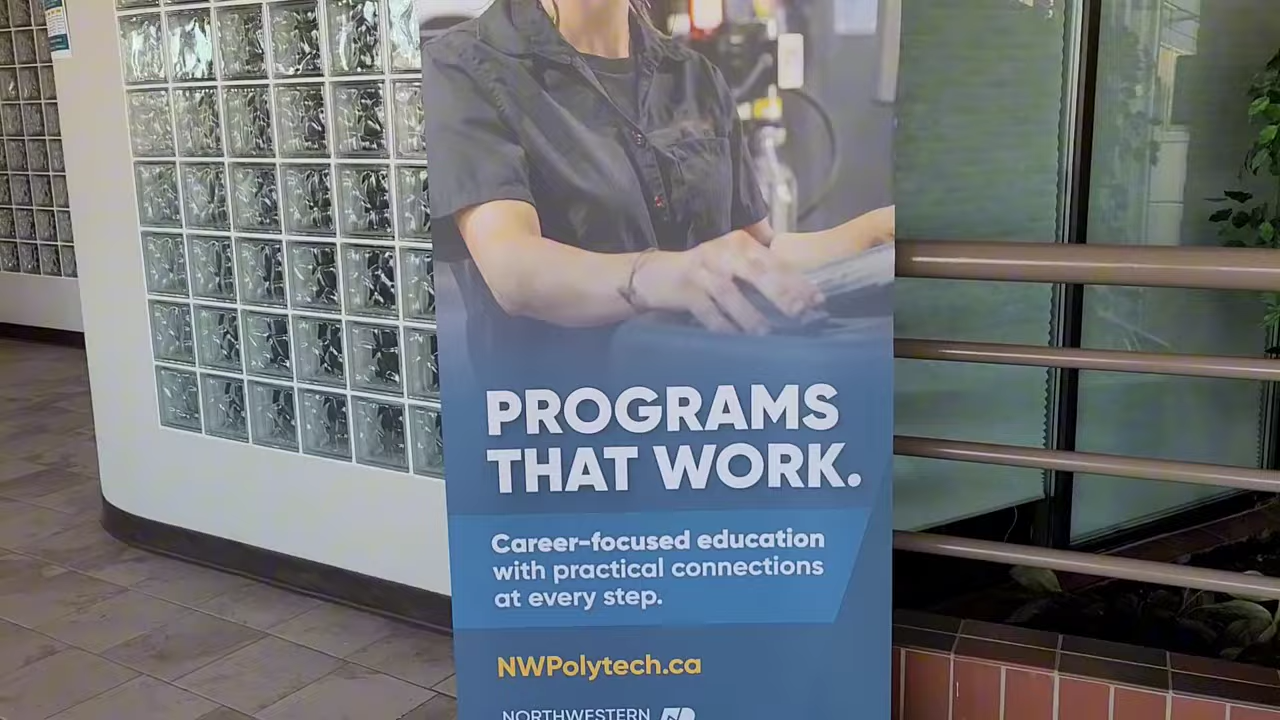 PROGRAMS
THAT WORK.
Career-focused education
with practical connections
at every step.
NWPolytech.ca
NORTHWESTERN